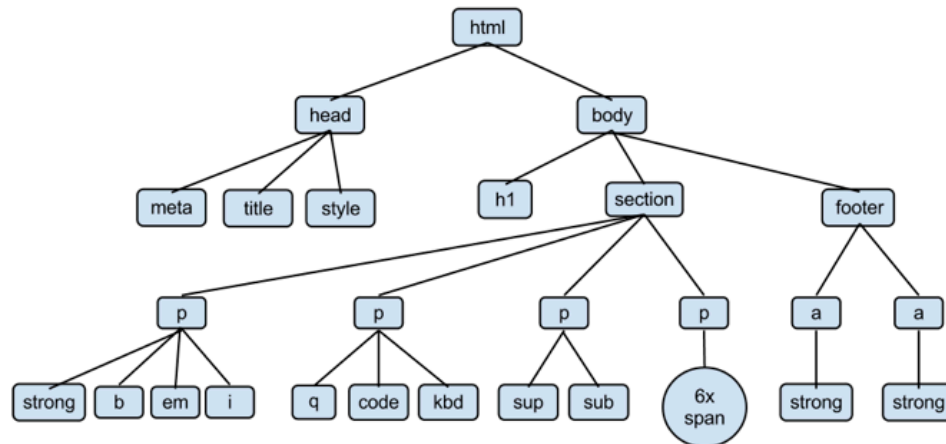 html
head
body
meta
title
style
h1
section
footer
p
p
p
p
a
a
strong
b
em
i
q
code
kbd
sup
sub
6x
span
strong
strong